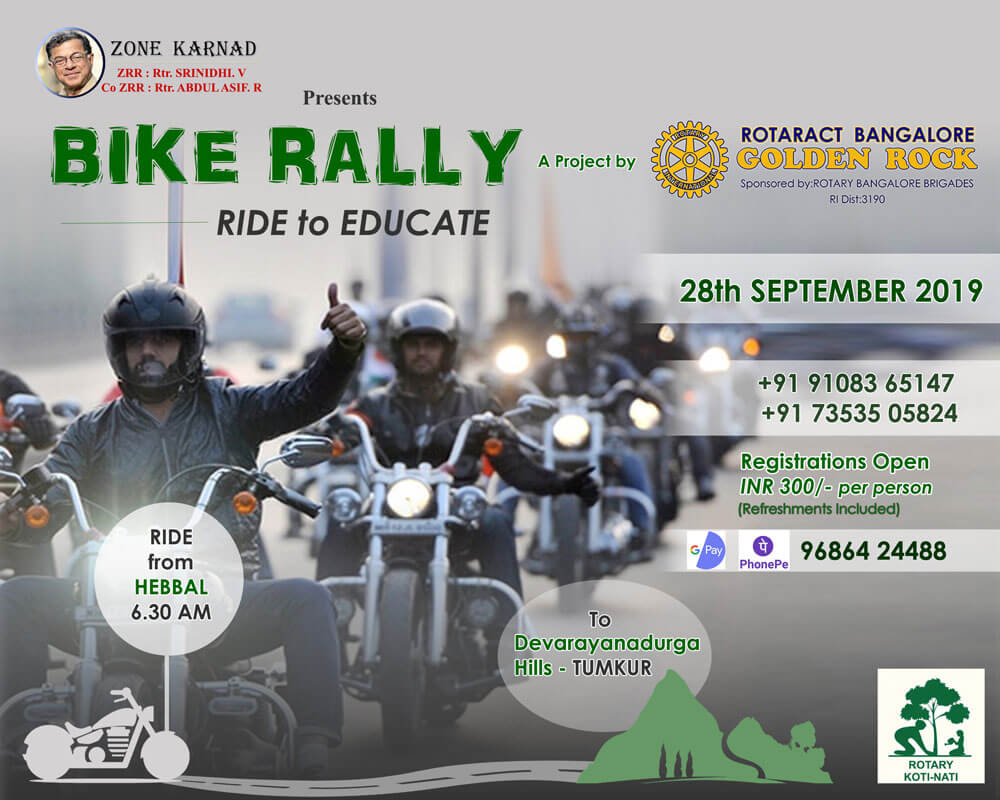 ZONE KARNAD
ZRR : Rtr. SRINIDHI. V
Co ZRR : Rtr. ABDUL ASIF. R
Presents
BIKE RALLY
RIDE to EDUCATE
A Project by
ROTARY
INTERNATIONAL
ROTARACT BANGALORE
GOLDEN ROCK
Sponsored by:ROTARY BANGALORE BRIGADES
RI Dist:3190
28th SEPTEMBER 2019
+91 91083 65147
+91 73535 05824
Registrations Open
INR 300/- per person
(Refreshments Included)
G Pay
पे
PhonePe
96864 24488
RIDE
from
HEBBAL
6.30 AM
To
Devarayanadurga
Hills - TUMKUR
ROTARY
KOTI-NATI